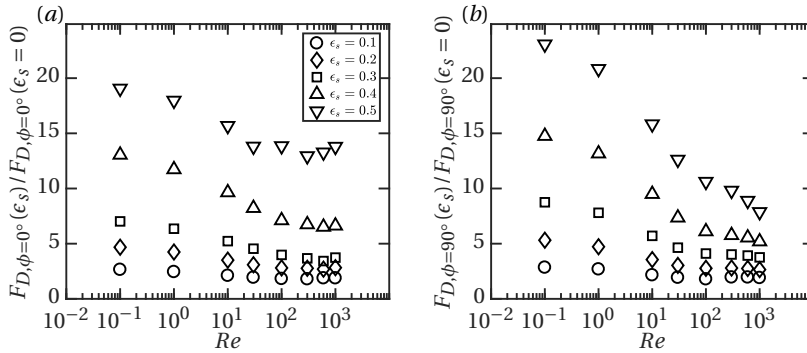 (a)
F_{D,ϕ=0°}(ϵ_s)/F_{D,ϕ=0°}(ϵ_s = 0)
20
15
10
5
0
10^{-2} 10^{-1} 10^0 10^1 10^2 10^3
Re
ϵ_s = 0.1
ϵ_s = 0.2
ϵ_s = 0.3
ϵ_s = 0.4
ϵ_s = 0.5
(b)
F_{D,ϕ=90°}(ϵ_s)/F_{D,ϕ=90°}(ϵ_s = 0)
20
15
10
5
0
10^{-2} 10^{-1} 10^0 10^1 10^2 10^3
Re